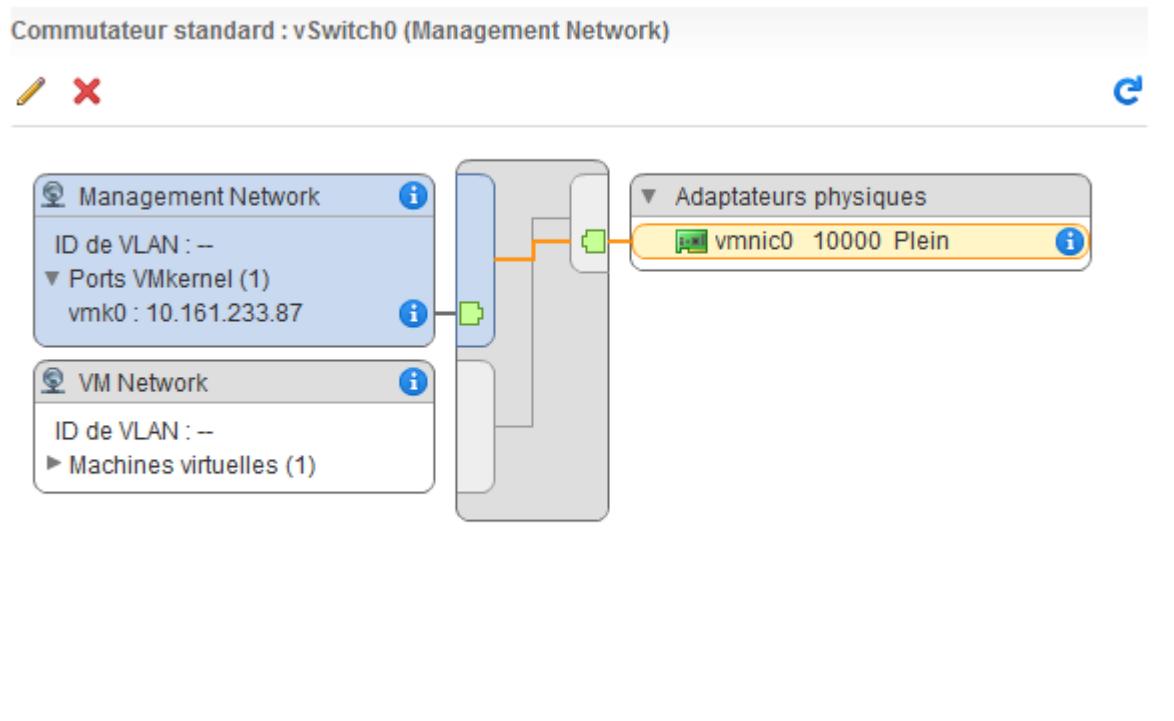 Commutateur standard : vSwitch0 (Management Network)
Management Network
ID de VLAN : --
Ports VMkernel (1)
vmk0 : 10.161.233.87
VM Network
ID de VLAN : --
Machines virtuelles (1)
Adaptateurs physiques
vmnic0 10000 Plein